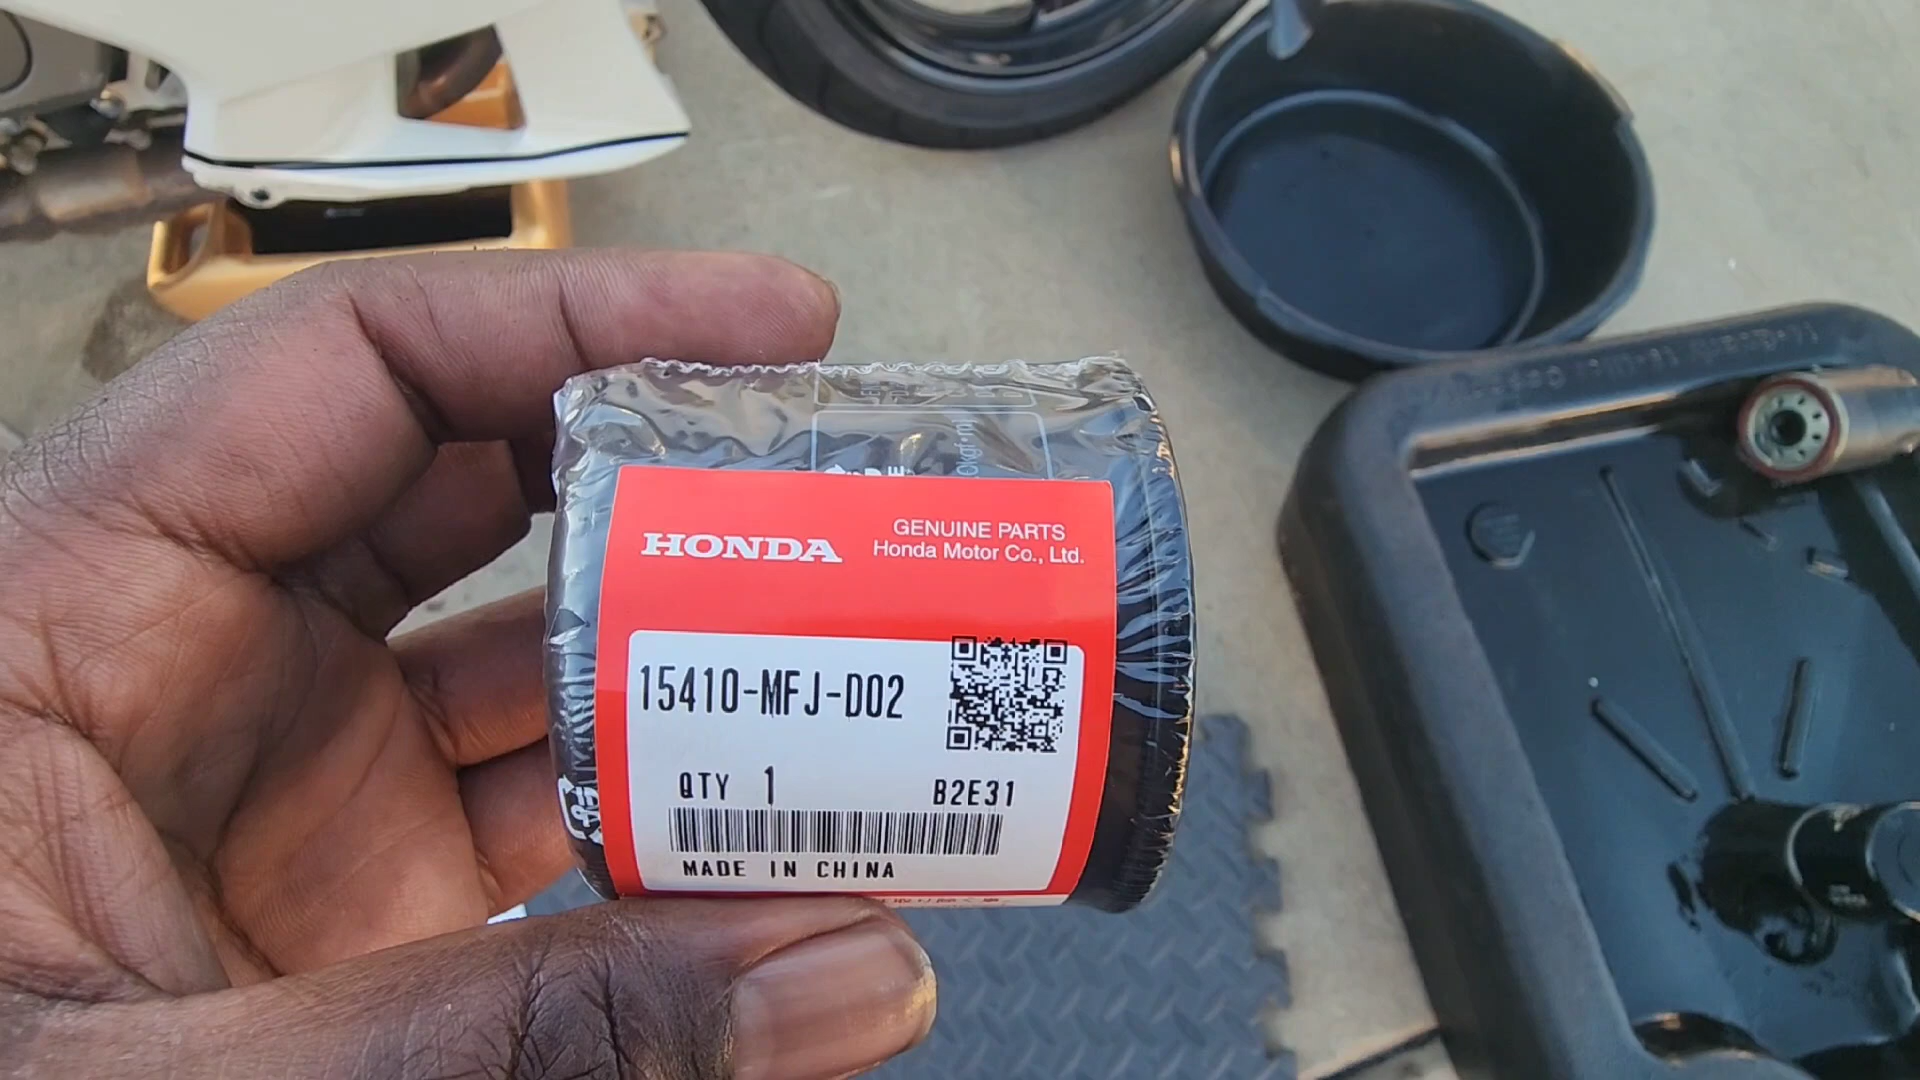 HONDA
GENUINE PARTS
Honda Motor Co., Ltd.
15410-MFJ-D02
QTY 1
B2E31
MADE IN CHINA